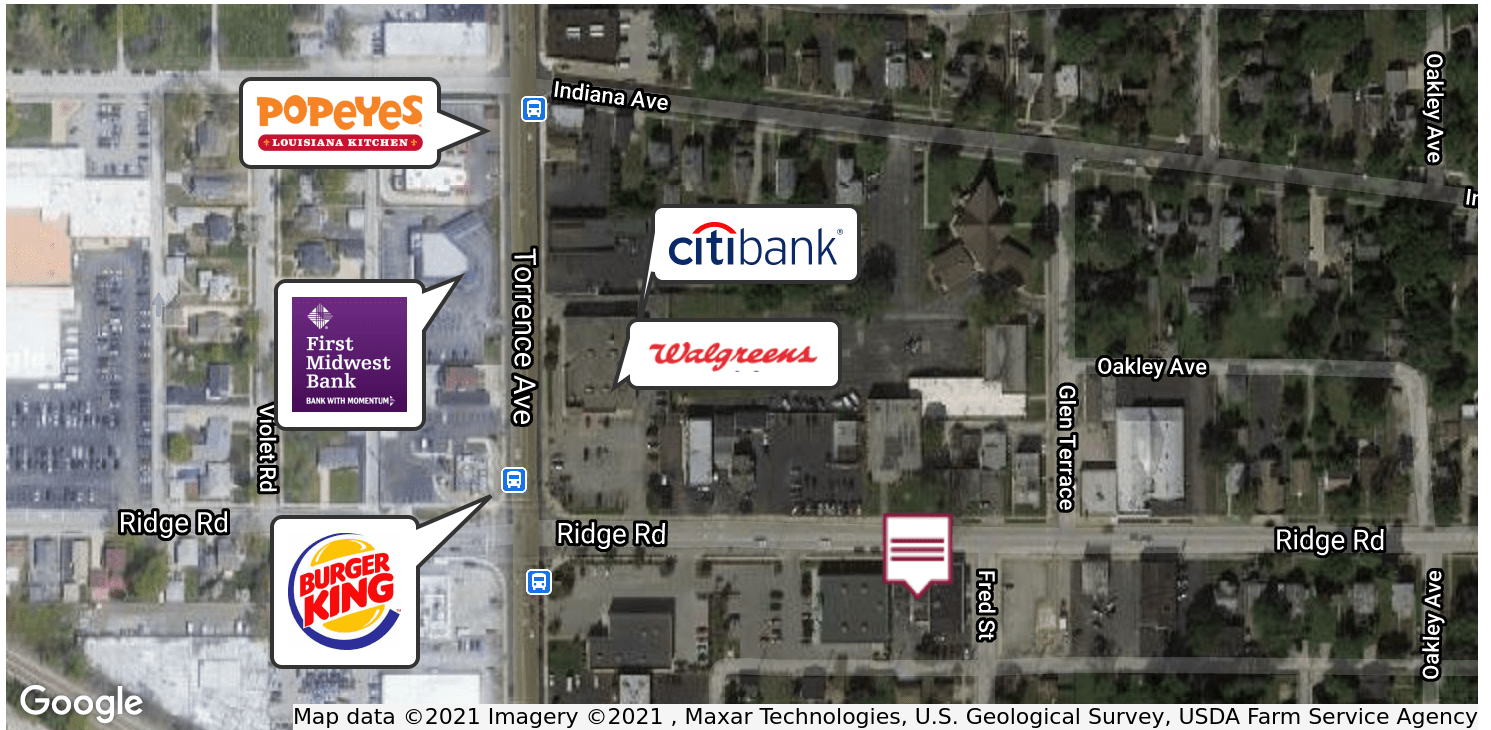 Oakley Ave
Indiana Ave
POPEYES
LOUISIANA KITCHEN
citibank®
Torrence Ave
First
Midwest
Bank
BANK WITH MOMENTUM
Walgreens
Oakley Ave
Violet Rd
Glen Terrace
Ridge Rd
Ridge Rd
Ridge Rd
BURGER
KING
™
Fred St
Oakley Ave
Google
Map data ©2021 Imagery ©2021 , Maxar Technologies, U.S. Geological Survey, USDA Farm Service Agency